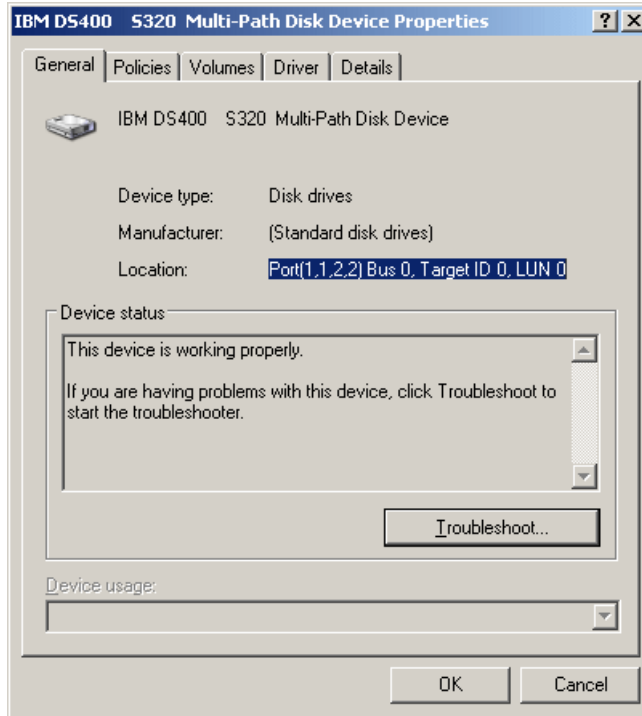 IBM DS400 S320 Multi-Path Disk Device Properties
General Policies Volumes Driver Details
IBM DS400 S320 Multi-Path Disk Device
Device type: Disk drives
Manufacturer: (Standard disk drives)
Location: Port(1,1,2,2) Bus 0, Target ID 0, LUN 0
Device status
This device is working properly.
If you are having problems with this device, click Troubleshoot to
start the troubleshooter.
Troubleshoot...
Device usage:
OK Cancel